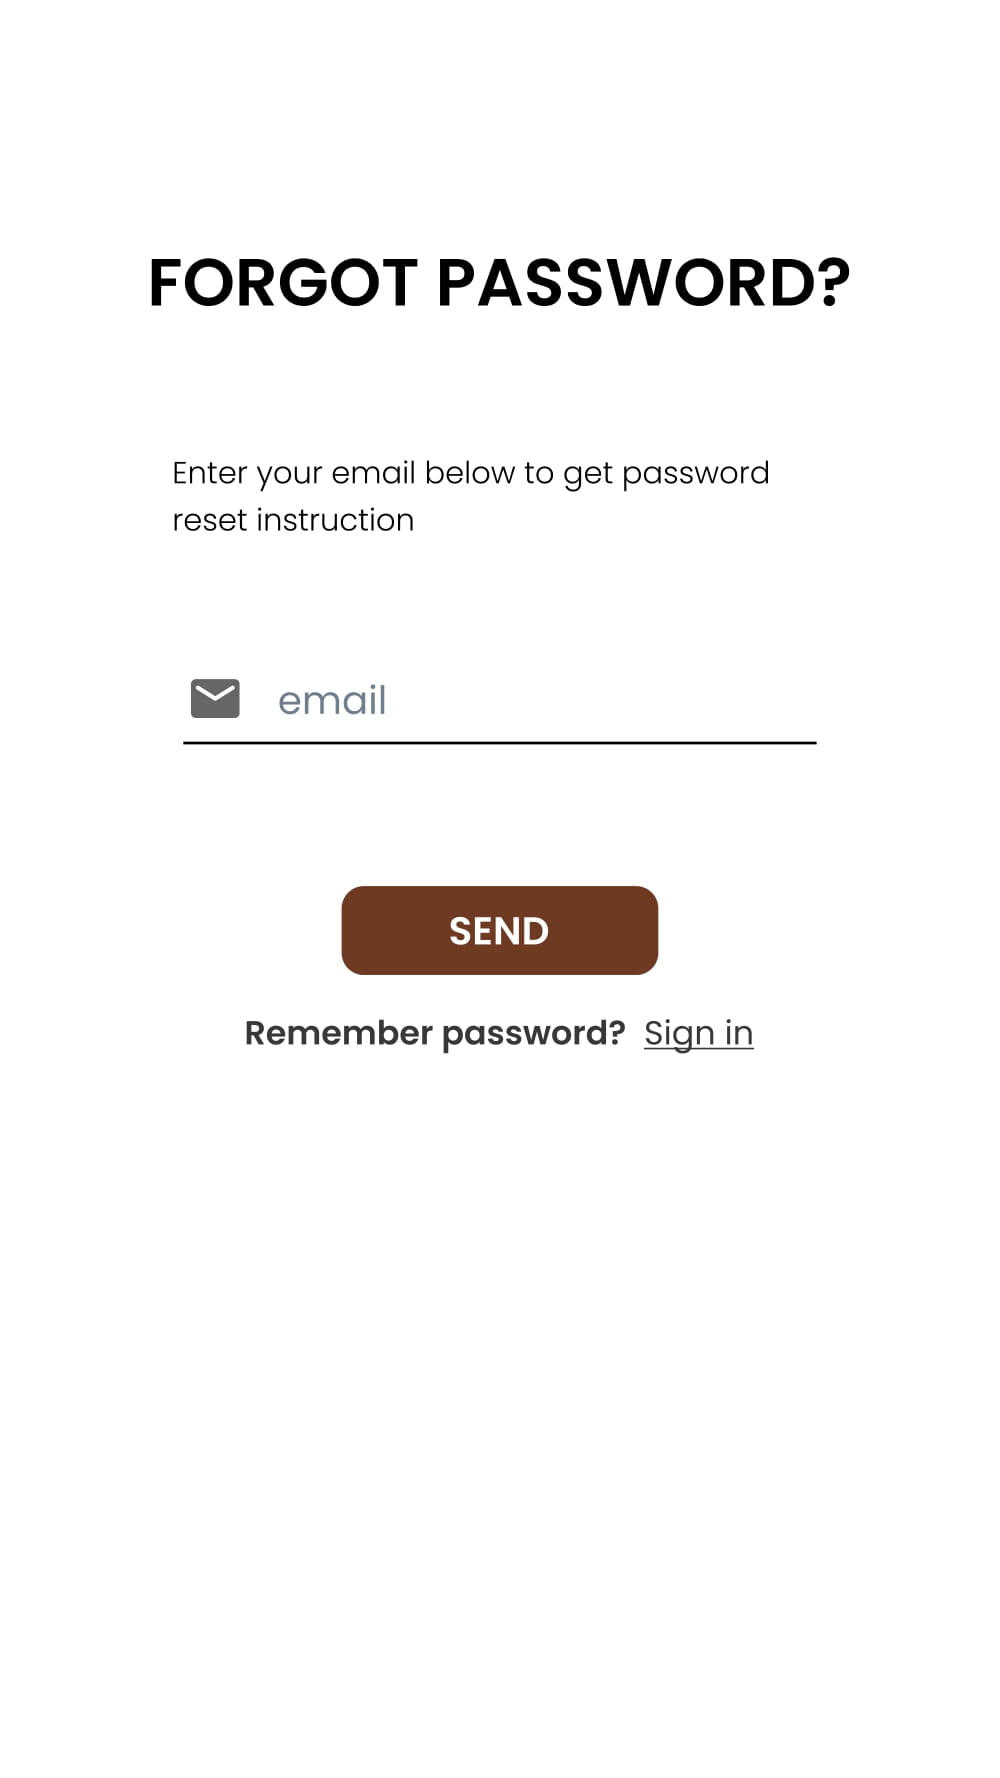 FORGOT PASSWORD?
Enter your email below to get password
reset instruction
email
SEND
Remember password? Sign in